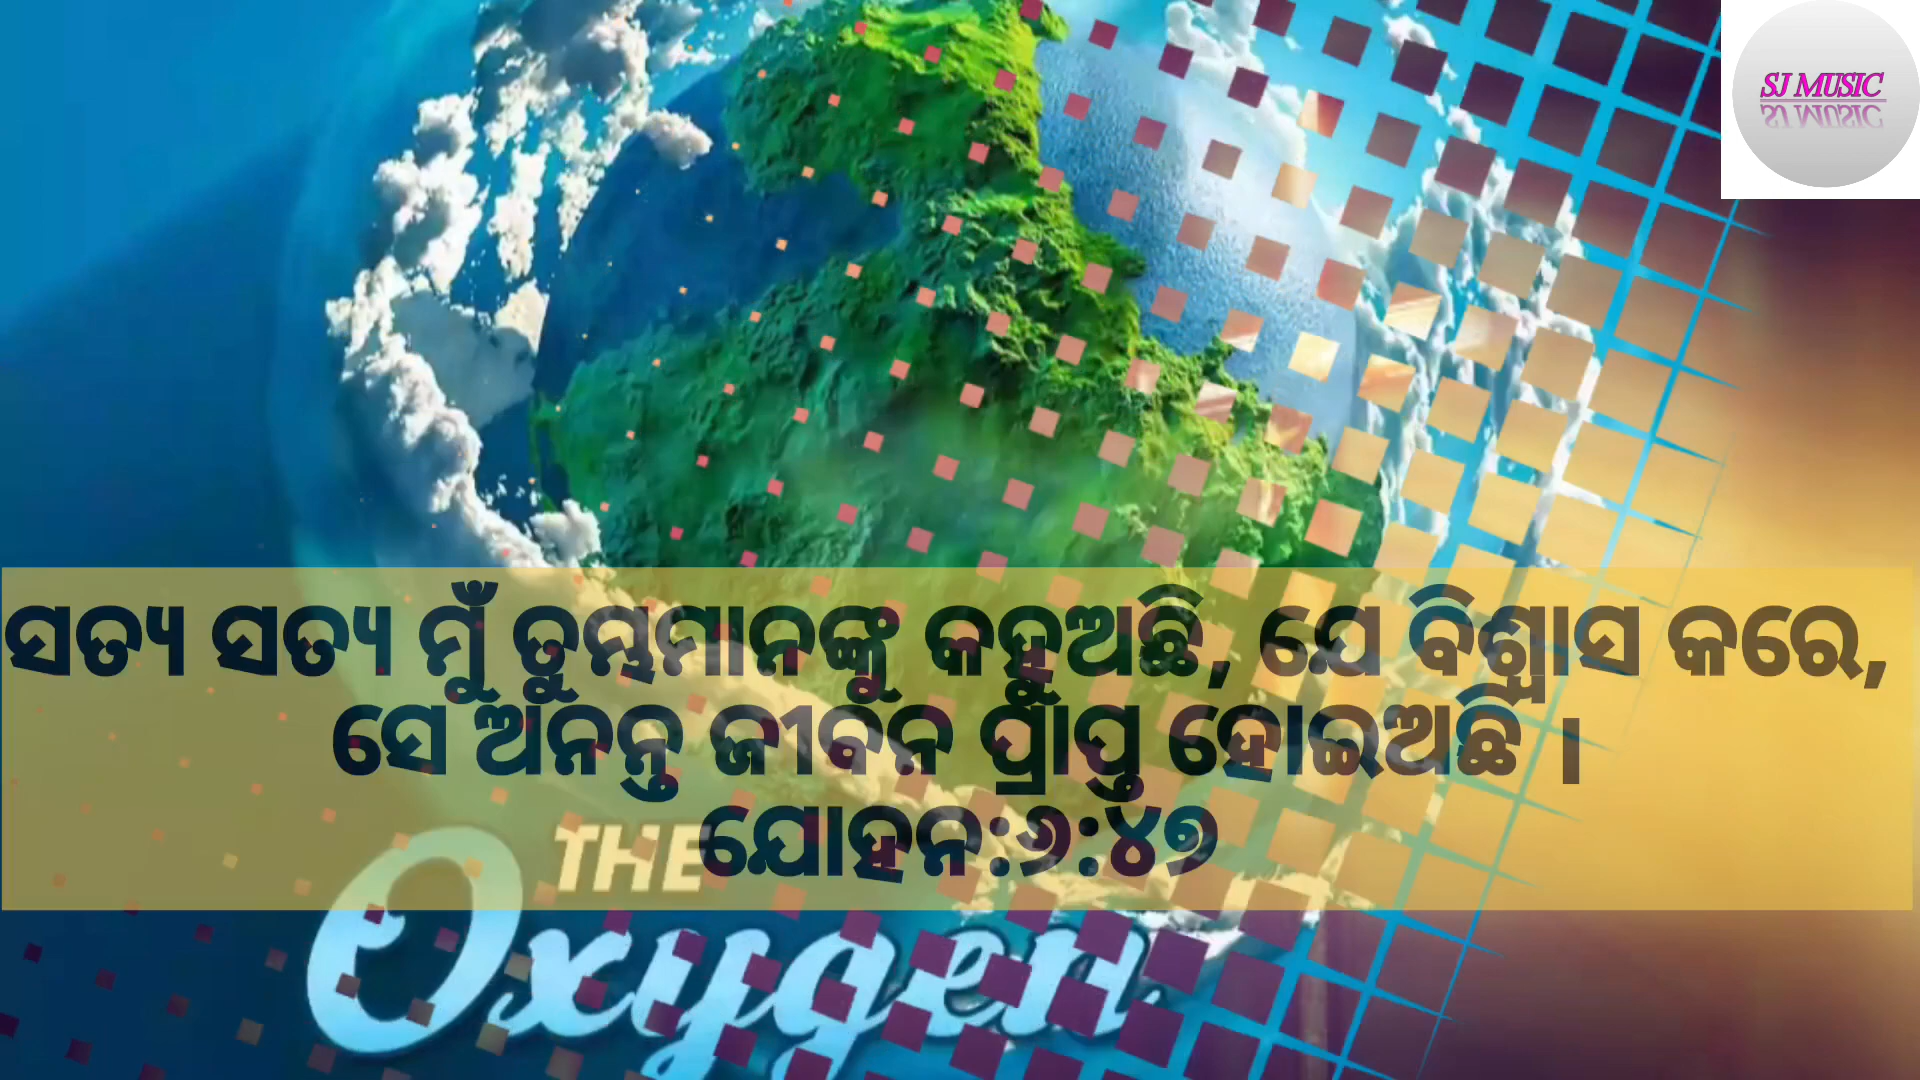 SJ MUSIC
ସତ୍ୟ ସତ୍ୟ ମୁଁ ତୁମ୍ଭମାନଙ୍କୁ କହୁଅଛି, ଯେ ବିଶ୍ୱାସ କରେ,
ସେ ଅନନ୍ତ ଜୀବନ ପ୍ରାପ୍ତ ହୋଇଅଛି ।
ଯୋହନ:୬:୪୭
THE
Oxygen